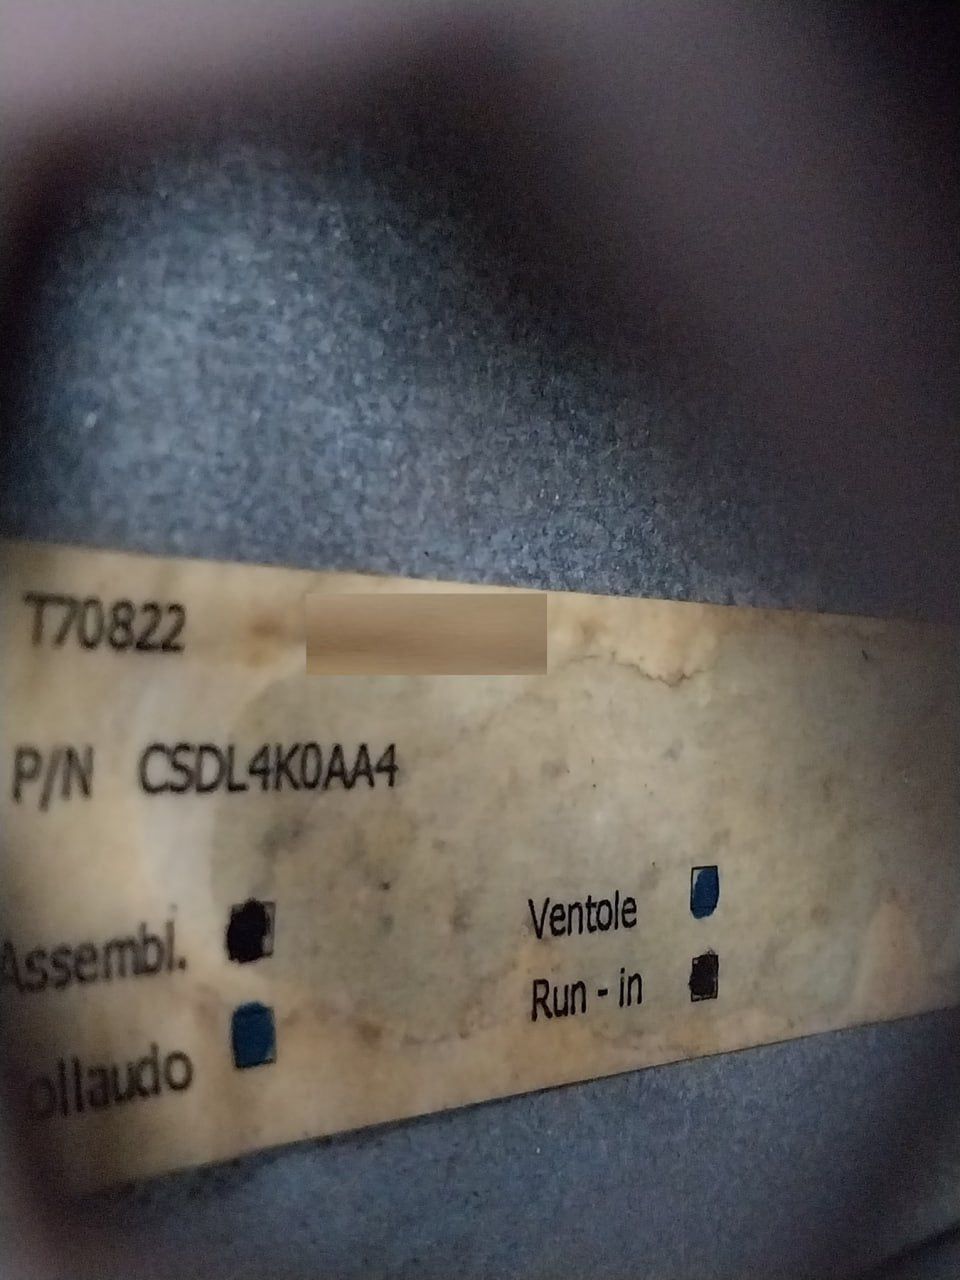 T70822
P/N CSDL4K0AA4
Assembl. Ventole
ollaudo Run - in